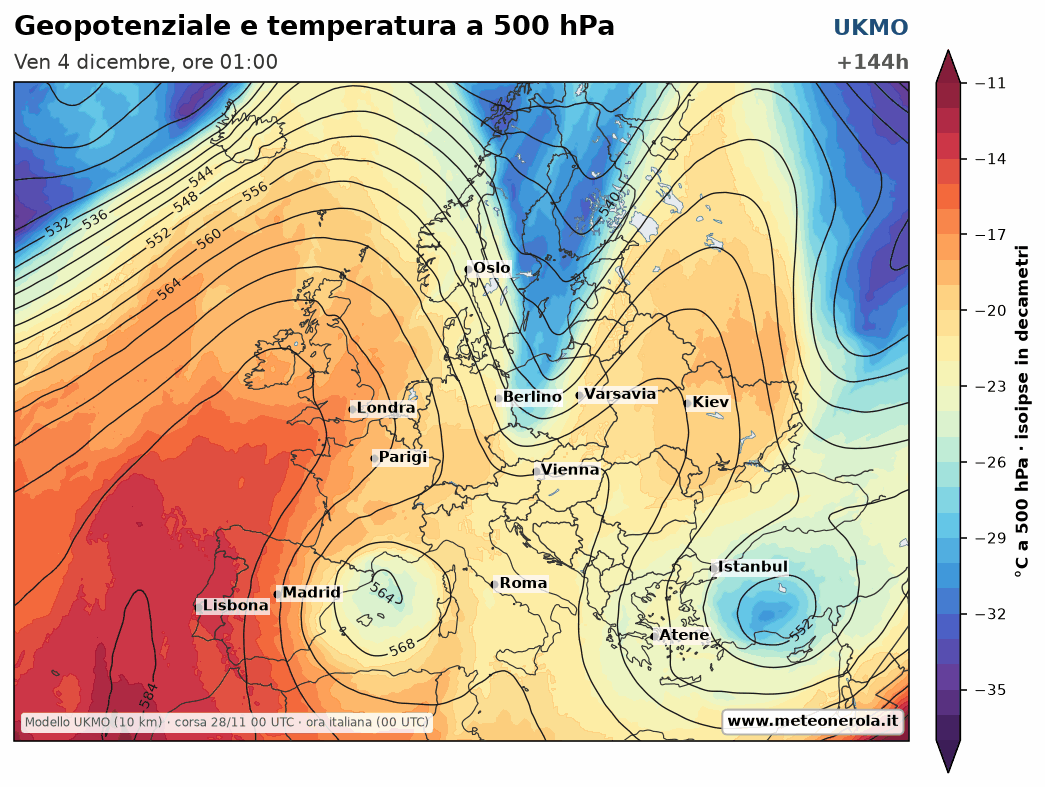 Geopotenziale e temperatura a 500 hPa
UKMO
Ven 4 dicembre, ore 01:00
+144h
−11
−14
−17
−20
−23
−26
−29
−32
−35
°C a 500 hPa · isoipse in decametri
544
548
556
532
536
552
560
564
530
Oslo
Berlino
Varsavia
Kiev
Londra
Parigi
Vienna
Istanbul
Roma
Madrid
Lisbona
Atene
564
568
552
584
Modello UKMO (10 km) · corsa 28/11 00 UTC · ora italiana (00 UTC)
www.meteonerola.it